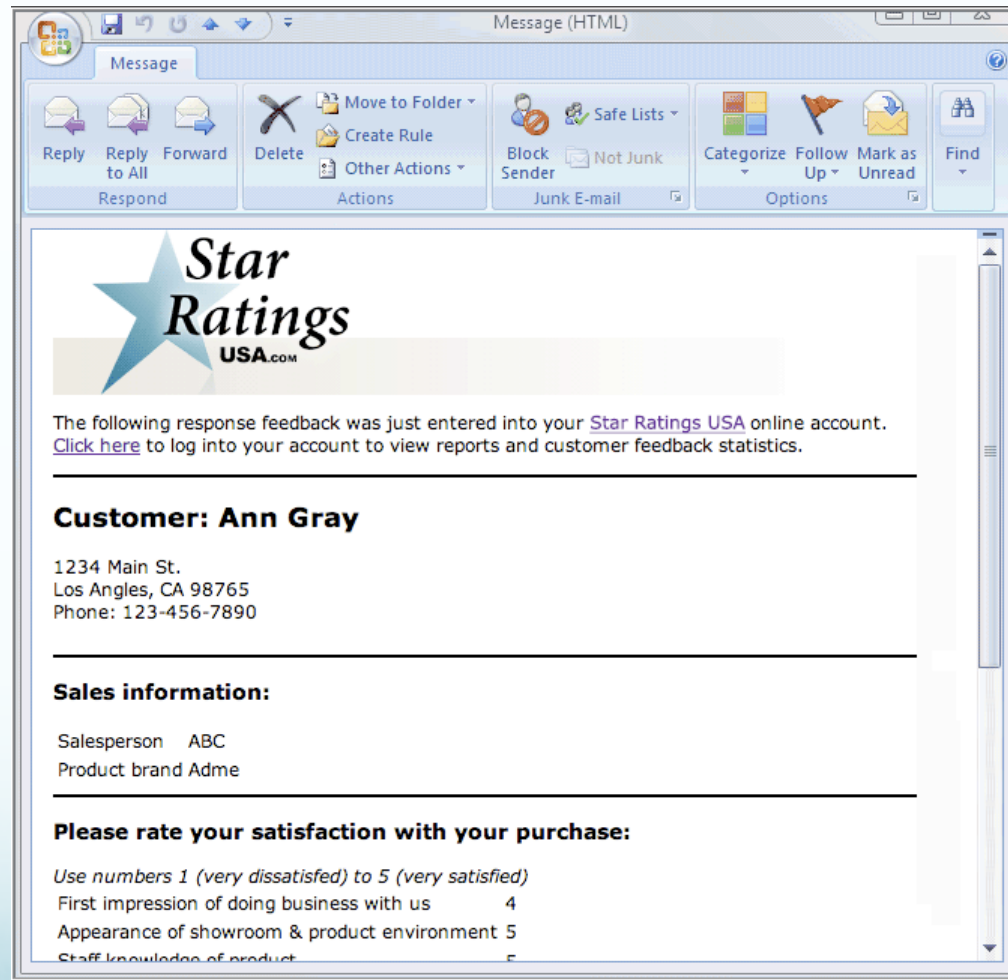 Message (HTML)
Message
Reply
Reply to All
Forward
Respond
Delete
Move to Folder
Create Rule
Other Actions
Actions
Block Sender
Safe Lists
Not Junk
Junk E-mail
Categorize
Follow Up
Mark as Unread
Options
Find
Star
Ratings
USA.COM
The following response feedback was just entered into your Star Ratings USA online account.
Click here to log into your account to view reports and customer feedback statistics.
Customer: Ann Gray
1234 Main St.
Los Angles, CA 98765
Phone: 123-456-7890
Sales information:
Salesperson ABC
Product brand Adme
Please rate your satisfaction with your purchase:
Use numbers 1 (very dissatisfed) to 5 (very satisfied)
First impression of doing business with us 4
Appearance of showroom & product environment 5
Staff knowledge of product 5